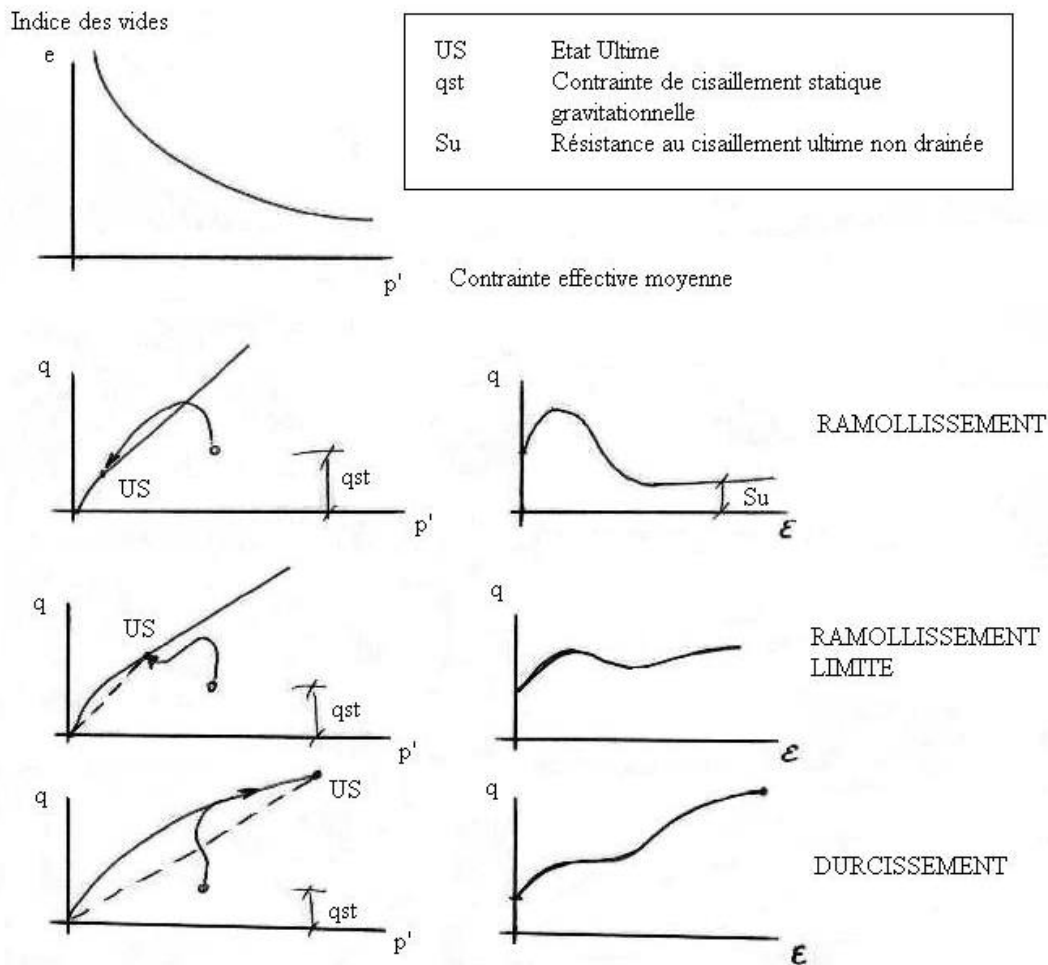 Indice des vides
e
p'
Contrainte effective moyenne
US Etat Ultime
qst Contrainte de cisaillement statique
gravitationnelle
Su Résistance au cisaillement ultime non drainée
q
US
qst
p'
q
Su
ε
RAMOLLISSEMENT
q
US
qst
p'
q
ε
RAMOLLISSEMENT
LIMITE
q
US
qst
p'
q
ε
DURCISSEMENT